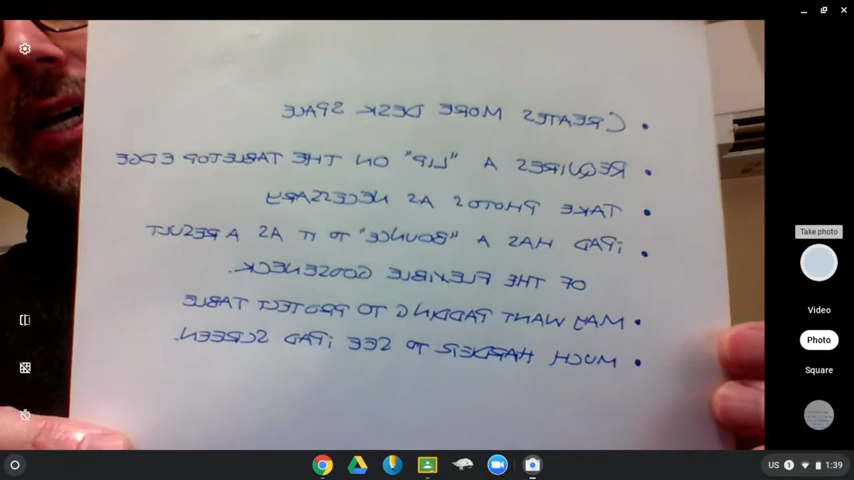 • CREATES MORE DESK SPACE
• REQUIRES A "LIP" ON THE TABLETOP EDGE
• TAKE PHOTOS AS NECESSARY
• iPAD HAS A "BOUNCE" TO IT AS A RESULT
OF THE FLEXIBLE GOOSENECK.
• MAY WANT PADDING TO PROTECT TABLE
• MUCH HARDER TO SEE iPAD SCREEN.
Take photo
Video
Photo
Square
US 1 1:39